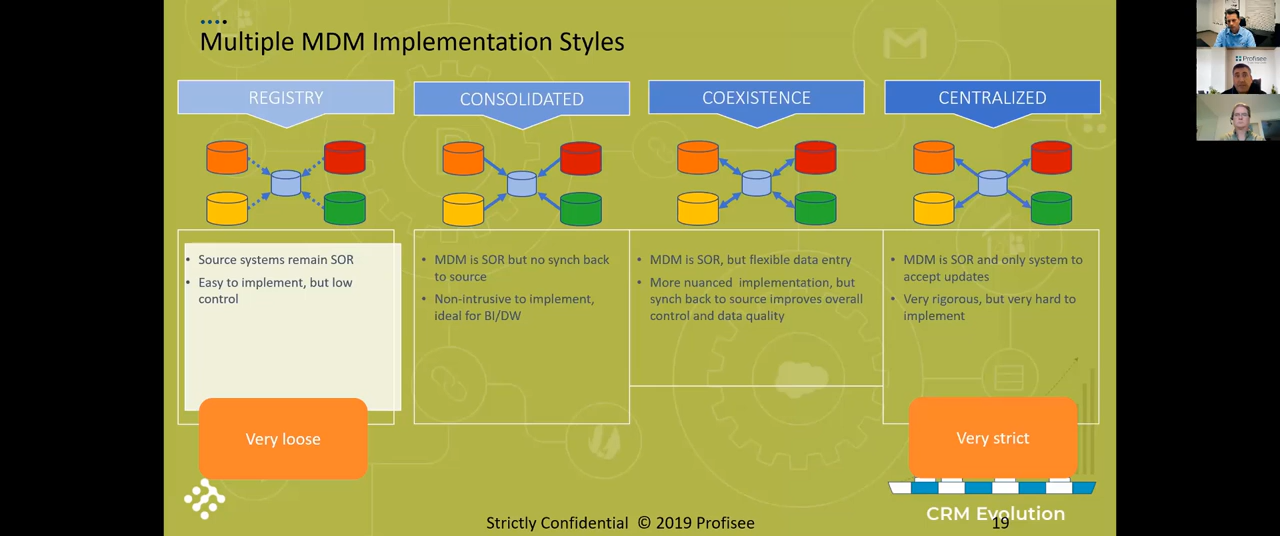 Multiple MDM Implementation Styles
REGISTRY
CONSOLIDATED
COEXISTENCE
CENTRALIZED
• Source systems remain SOR
• Easy to implement, but low
control
• MDM is SOR but no synch back
to source
• Non-intrusive to implement,
ideal for BI/DW
• MDM is SOR, but flexible data entry
• More nuanced implementation, but
synch back to source improves overall
control and data quality
• MDM is SOR and only system to
accept updates
• Very rigorous, but very hard to
implement
Very loose
Very strict
Strictly Confidential © 2019 Profisee
CRM Evolution
19
Profisee